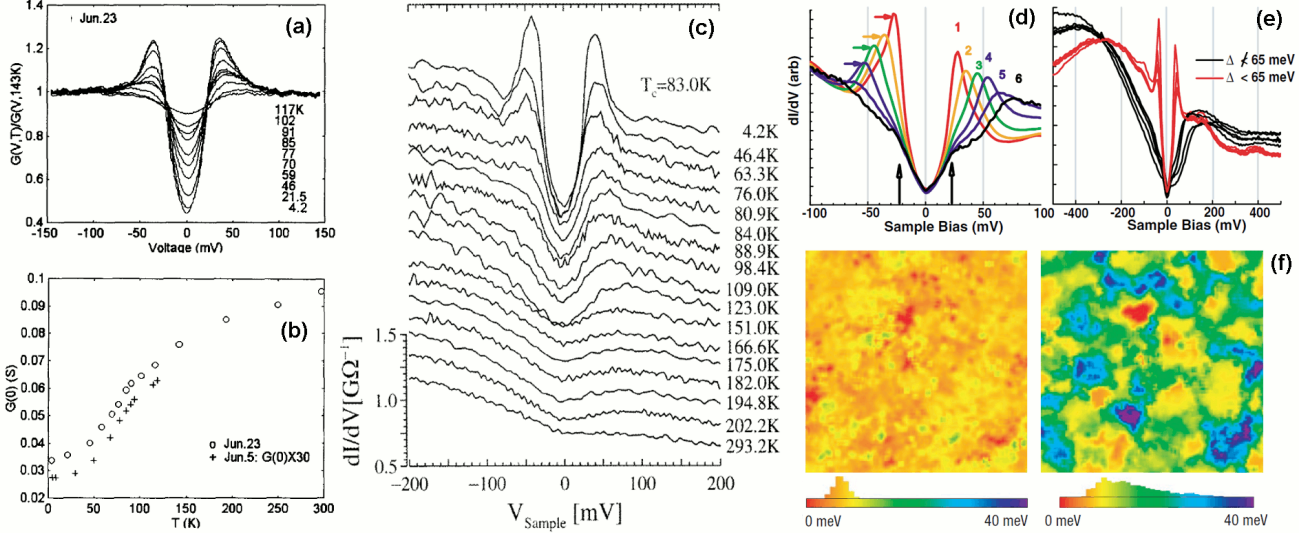 1.4
1.2
1
0.8
0.6
0.4
G(V,T)/G(V,143K)
Jun.23
(a)
117K
102
91
85
77
70
59
46
21.5
4.2
-150
-100
-50
0
50
100
150
Voltage (mV)
0.1
0.09
0.08
0.07
0.06
0.05
0.04
0.03
0.02
G(0) (S)
(b)
o Jun.23
+ Jun.5: G(0)X30
0
50
100
150
200
250
300
T (K)
(c)
Tc=83.0K
4.2K
46.4K
63.3K
76.0K
80.9K
84.0K
88.9K
98.4K
109.0K
123.0K
151.0K
166.6K
175.0K
182.0K
194.8K
202.2K
293.2K
1.5
1.0
0.5
dI/dV[GΩ⁻¹]
−200
−100
0
100
200
VSample [mV]
(d)
1
2
3
4
5
6
dI/dV (arb)
-100
-50
0
50
100
Sample Bias (mV)
(e)
Δ ≮ 65 meV
Δ < 65 meV
-400
-200
0
200
400
Sample Bias (mV)
(f)
0 meV
40 meV
0 meV
40 meV